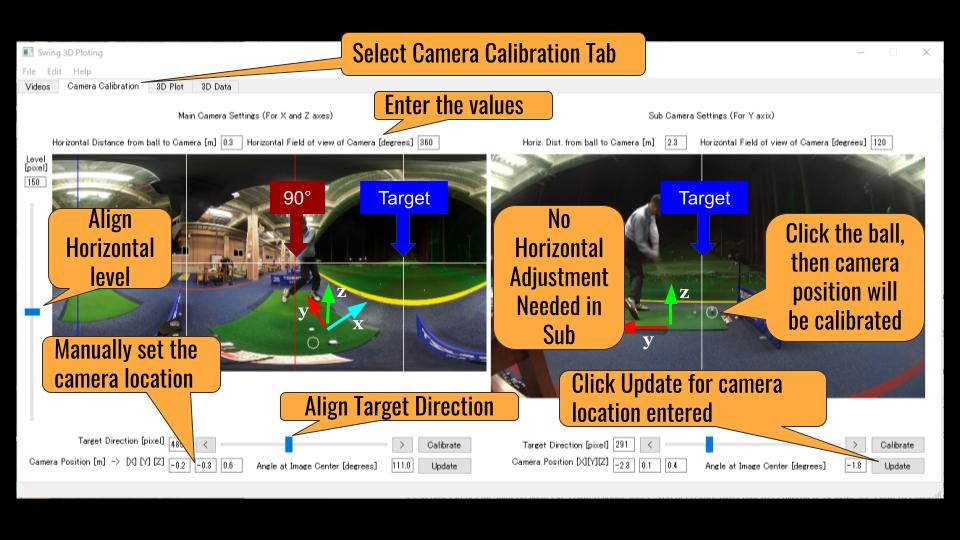 Swing 3D Ploting
Select Camera Calibration Tab
File Edit Help
Videos Camera Calibration 3D Plot 3D Data
Enter the values
Main Camera Settings (For X and Z axes)
Sub Camera Settings (For Y axix)
Horizontal Distance from ball to Camera [m] 0.3 Horizontal Field of view of Camera [degrees] 360
Horiz. Dist. from ball to Camera [m] 2.3 Horizontal Field of view of Camera [degrees] 120
Level
[pixel]
150
90°
Target
Target
Align
Horizontal
level
No
Horizontal
Adjustment
Needed in
Sub
Click the ball,
then camera
position will
be calibrated
z
y
x
z
y
Manually set the
camera location
Align Target Direction
Click Update for camera
location entered
Target Direction [pixel] < > Calibrate
Target Direction [pixel] 291 < > Calibrate
Camera Position [m] -> [X] [Y] [Z] -0.2 -0.3 0.6 Angle at Image Center [degrees] 111.0 Update
Camera Position [X][Y][Z] -2.3 0.1 0.4 Angle at Image Center [degrees] -1.8 Update